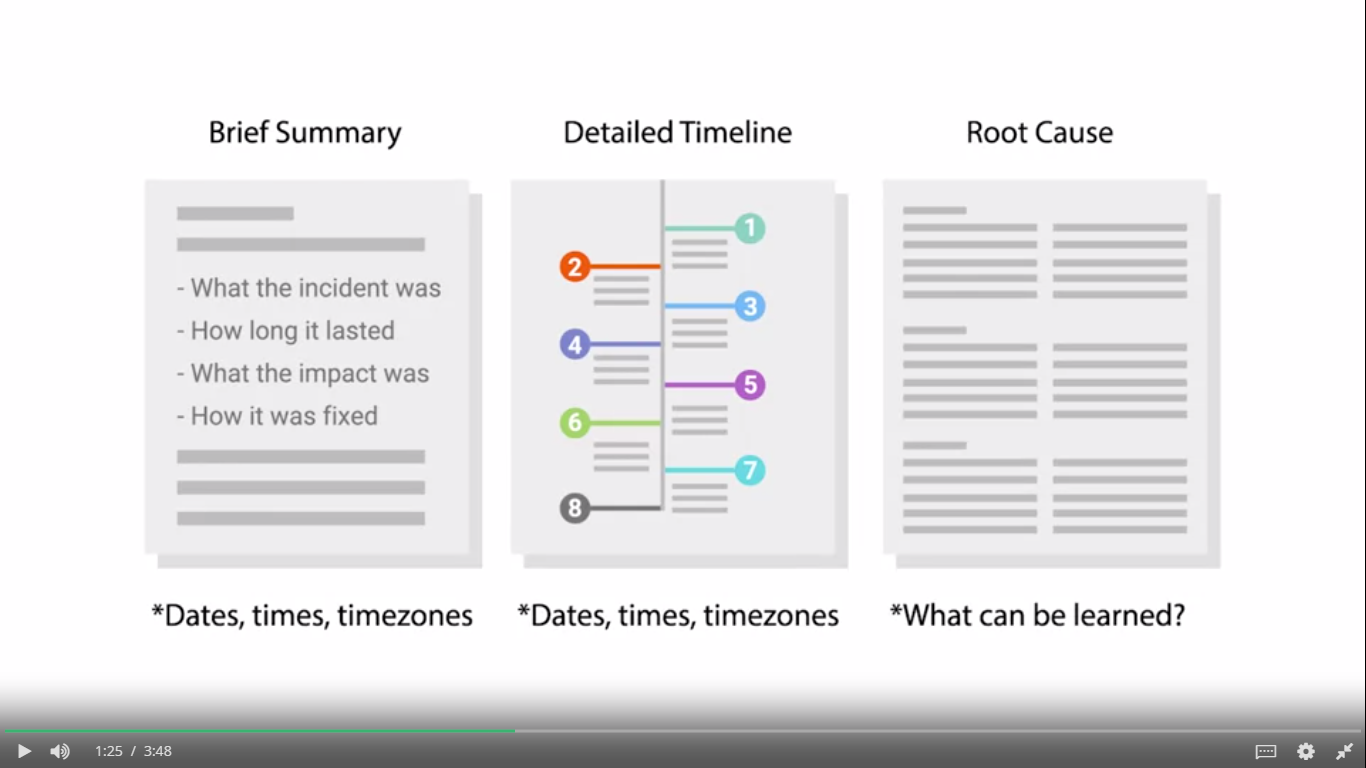 Brief Summary
Detailed Timeline
Root Cause
- What the incident was
- How long it lasted
- What the impact was
- How it was fixed
1
2
3
4
5
6
7
8
*Dates, times, timezones
*Dates, times, timezones
*What can be learned?
1:25 / 3:48